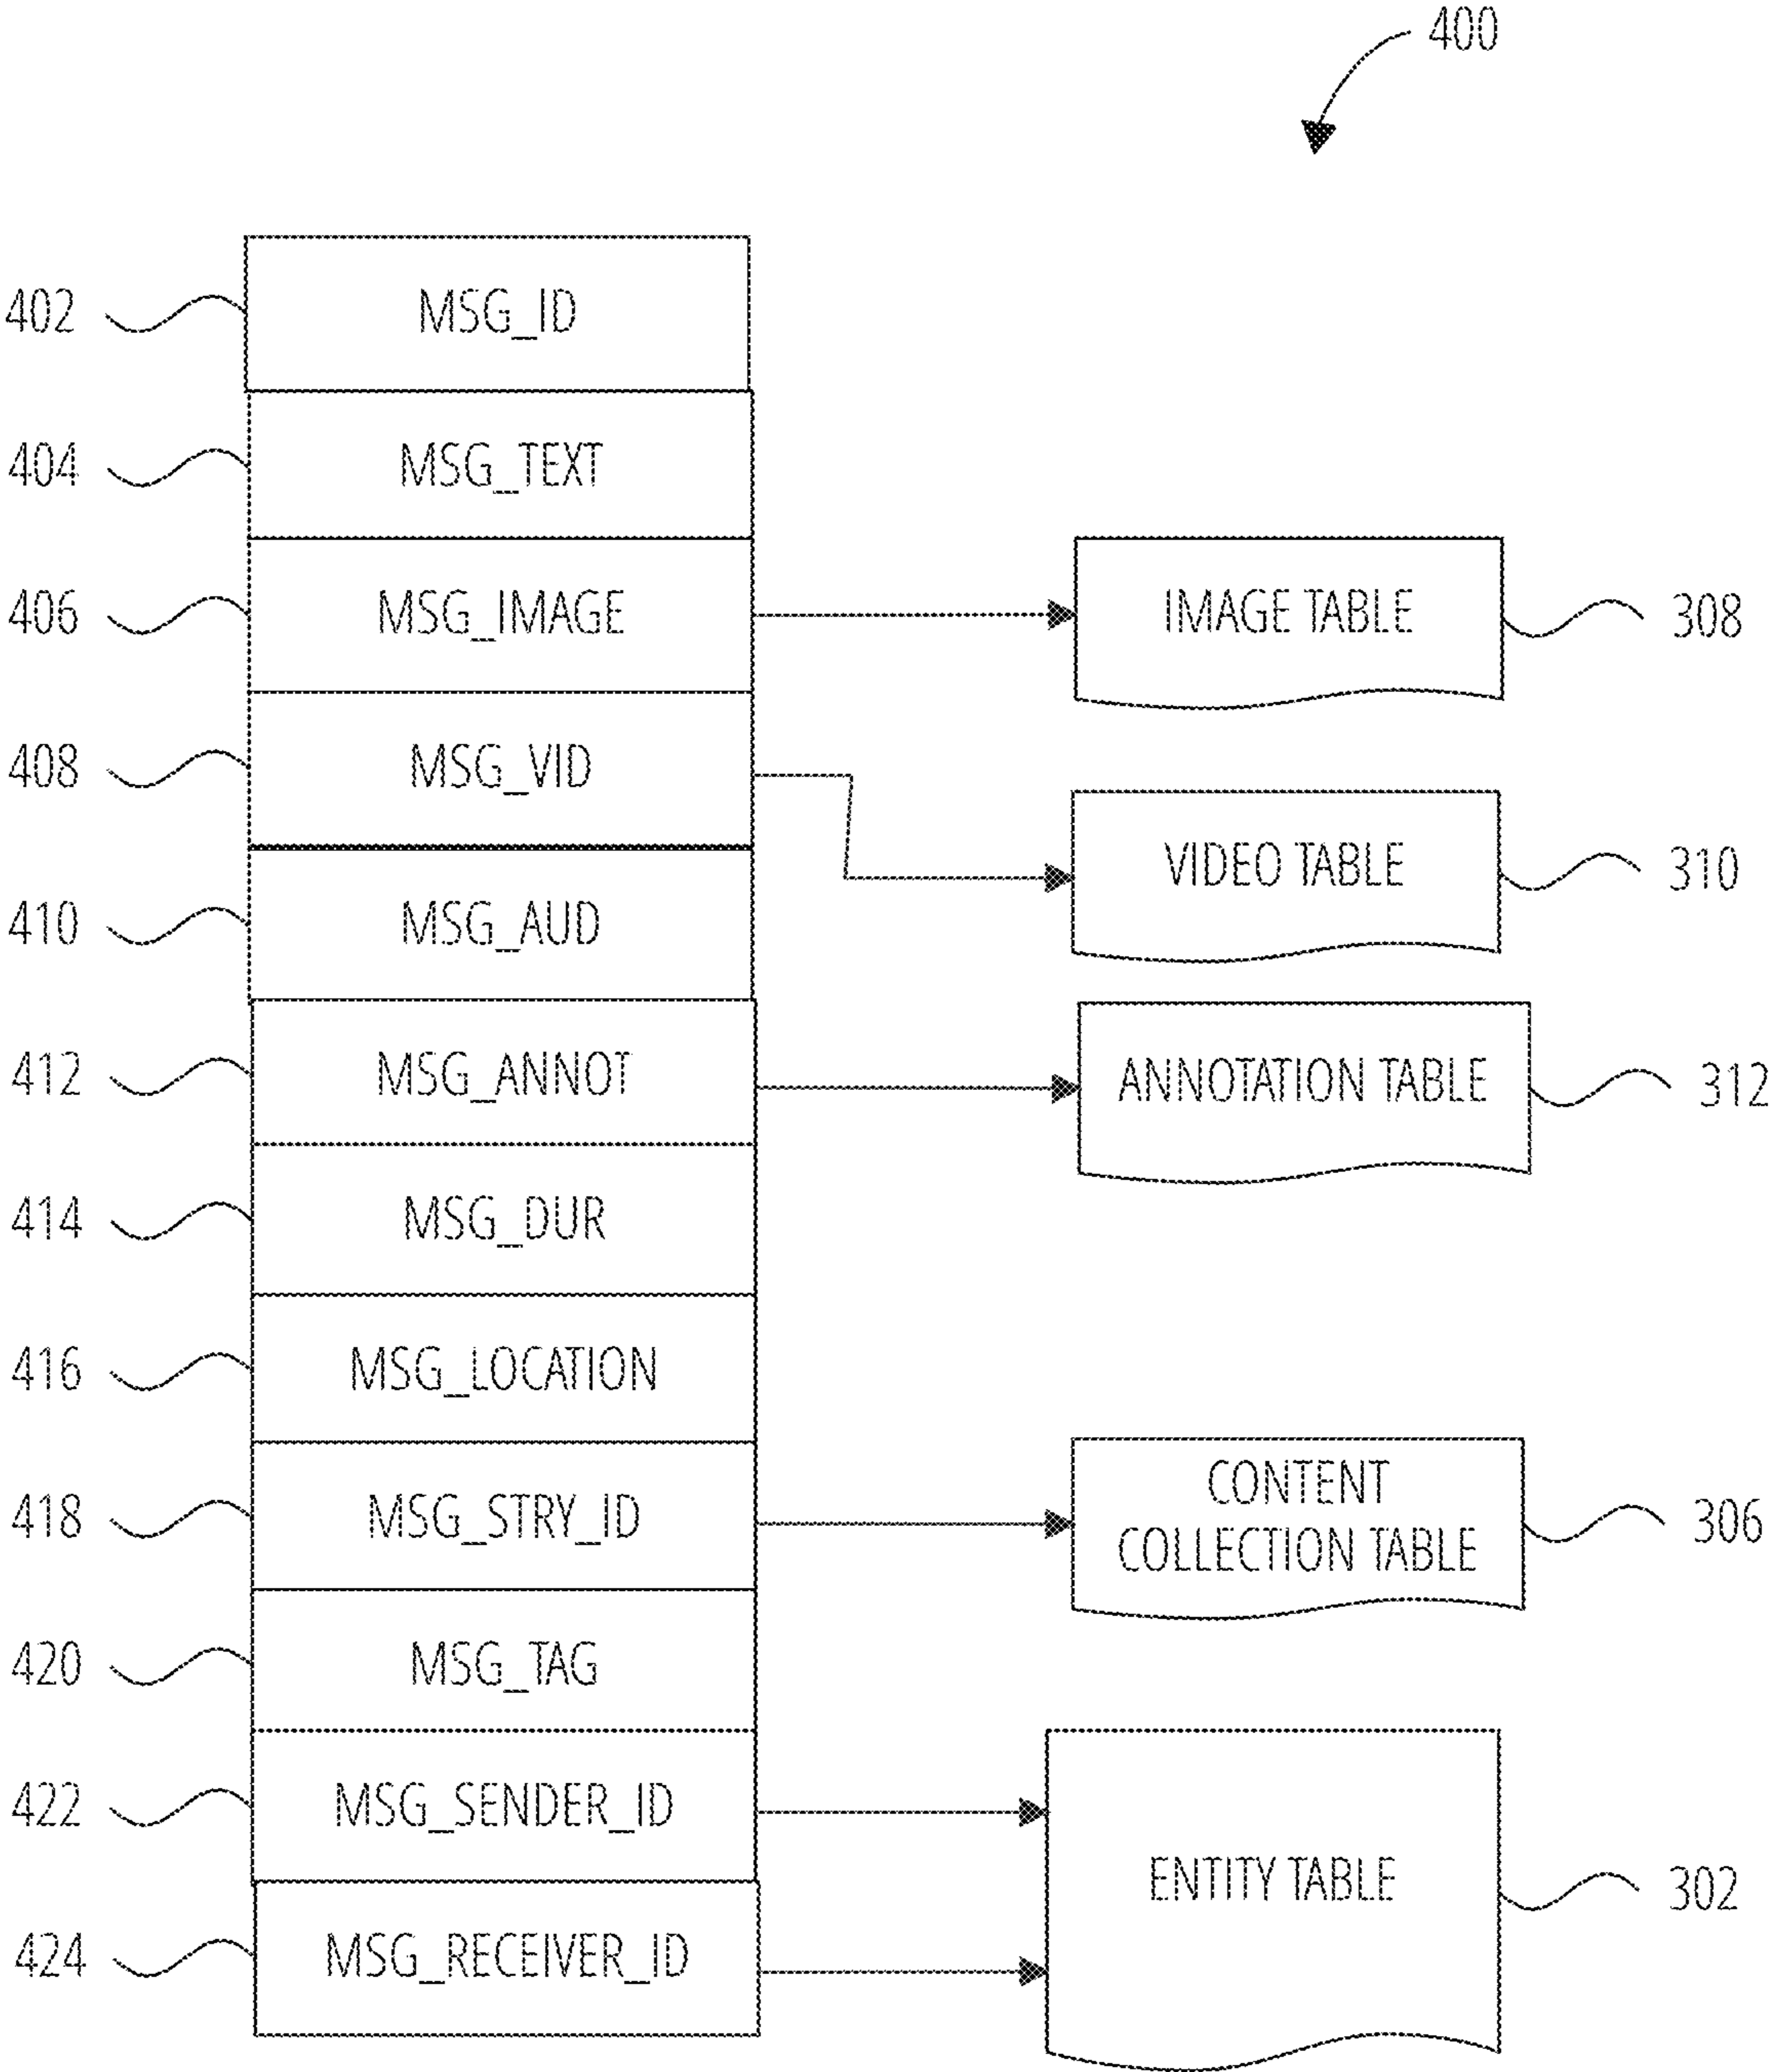 400
402 MSG_ID
404 MSG_TEXT
406 MSG_IMAGE IMAGE TABLE 308
408 MSG_VID
VIDEO TABLE 310
410 MSG_AUD
412 MSG_ANNOT ANNOTATION TABLE 312
414 MSG_DUR
416 MSG_LOCATION
418 MSG_STRY_ID CONTENT
COLLECTION TABLE 306
420 MSG_TAG
422 MSG_SENDER_ID
ENTITY TABLE 302
424 MSG_RECEIVER_ID